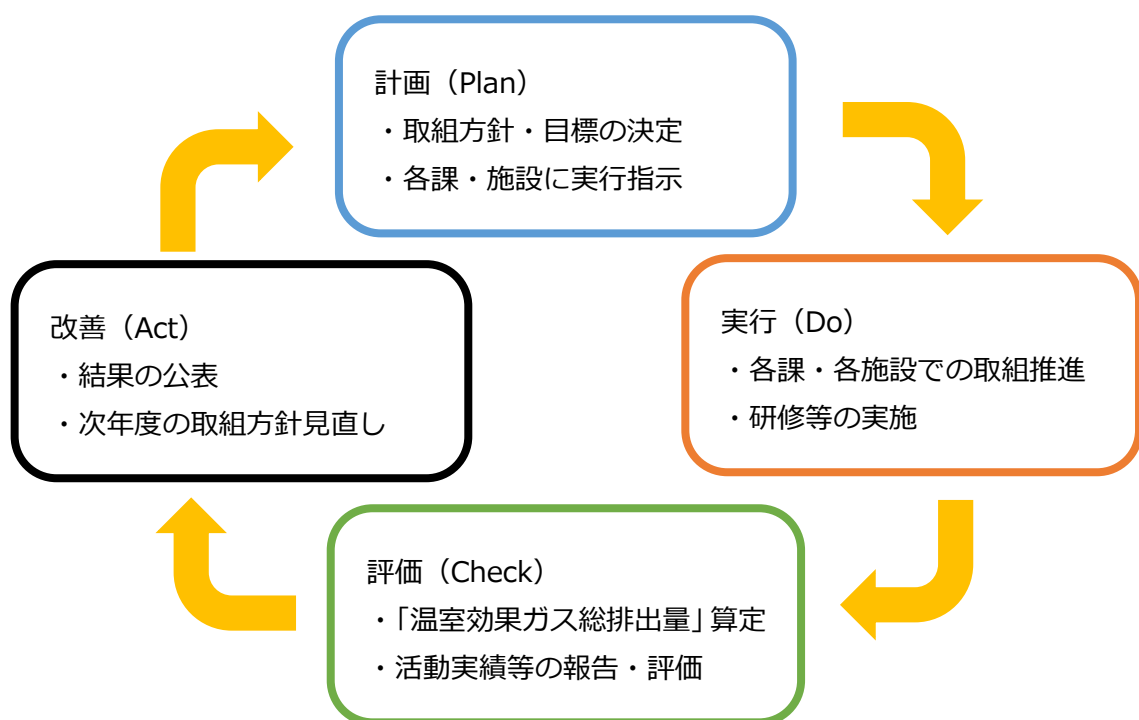 計画（Plan）
・取組方針・目標の決定
・各課・施設に実行指示
実行（Do）
・各課・各施設での取組推進
・研修等の実施
評価（Check）
・「温室効果ガス総排出量」算定
・活動実績等の報告・評価
改善（Act）
・結果の公表
・次年度の取組方針見直し